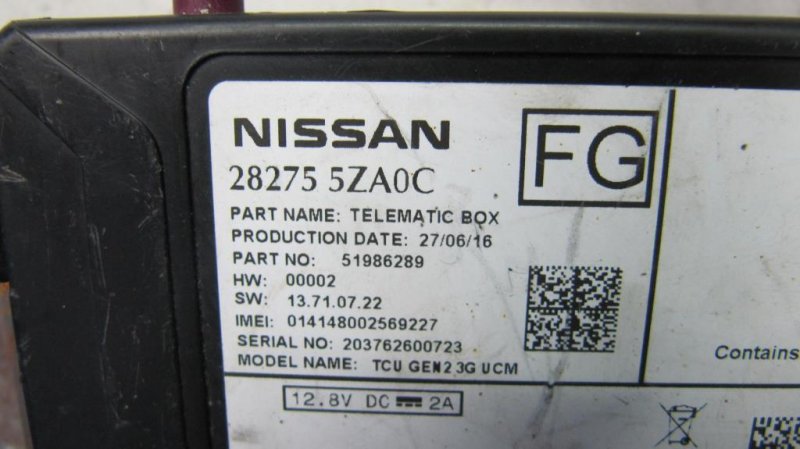 NISSAN
FG
28275 5ZA0C
PART NAME: TELEMATIC BOX
PRODUCTION DATE: 27/06/16
PART NO: 51986289
HW: 00002
SW: 13.71.07.22
IMEI: 014148002569227
SERIAL NO: 203762600723
MODEL NAME: TCU GEN2 3G UCM
Contains
12.8V DC 2A